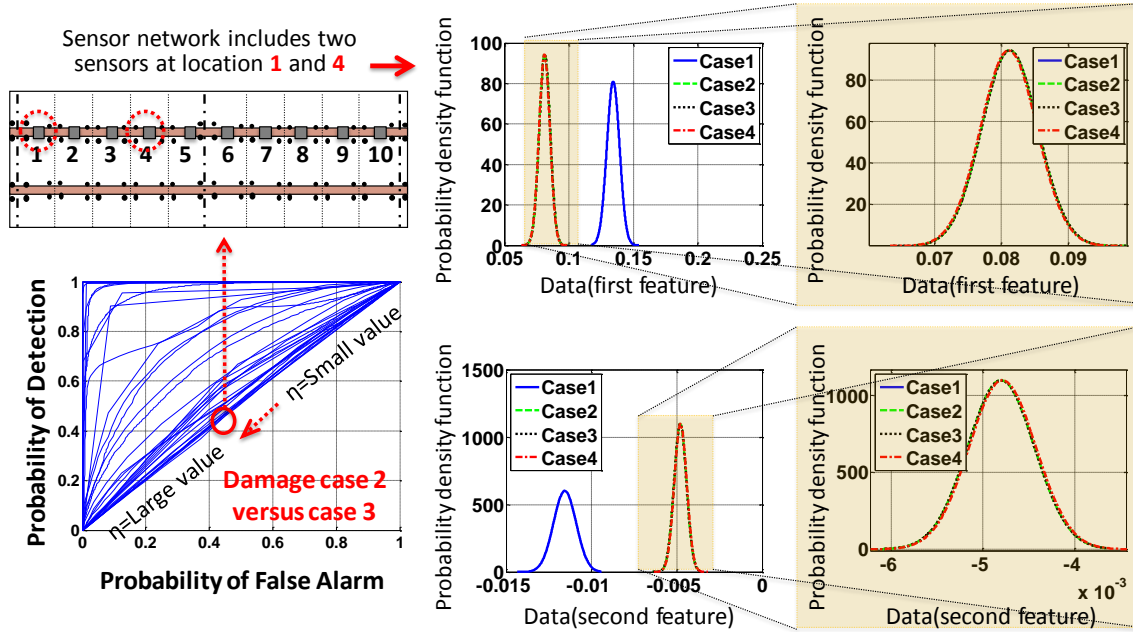 Sensor network includes two
sensors at location 1 and 4
1 2 3 4 5 6 7 8 9 10
Probability of Detection
1
0.8
0.6
0.4
0.2
0
0 0.2 0.4 0.6 0.8 1
Probability of False Alarm
η=Small value
η=Large value
Damage case 2
versus case 3
Probability density function
100
80
60
40
20
0
0.05 0.1 0.15 0.2 0.25
Data(first feature)
Case1
Case2
Case3
Case4
Probability density function
80
60
40
20
0
0.07 0.08 0.09
Data(first feature)
Case1
Case2
Case3
Case4
Probability density function
1500
1000
500
0
-0.015 -0.01 -0.005 0
Data(second feature)
Case1
Case2
Case3
Case4
Probability density function
1000
500
0
-6 -5 -4
x 10-3
Data(second feature)
Case1
Case2
Case3
Case4